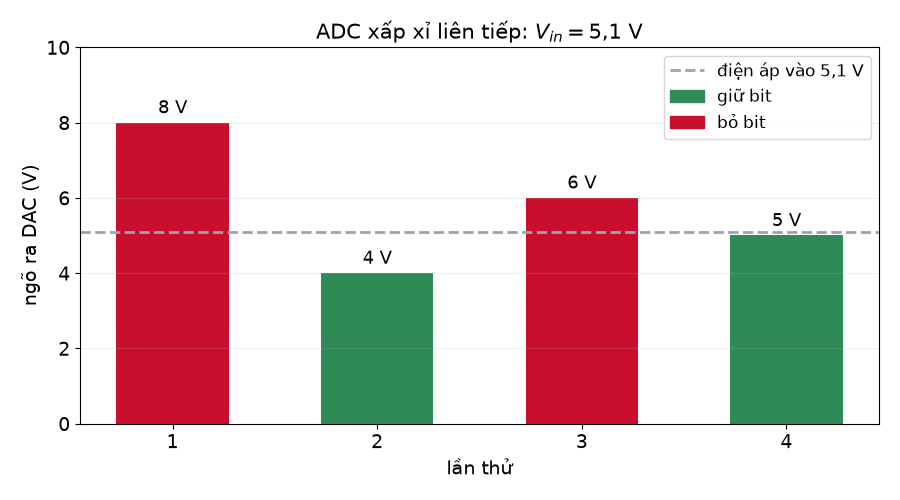 ADC xấp xỉ liên tiếp: V_in = 5,1 V
điện áp vào 5,1 V
giữ bit
bỏ bit
ngõ ra DAC (V)
10
8
6
4
2
0
8 V
4 V
6 V
5 V
1 2 3 4
lần thử